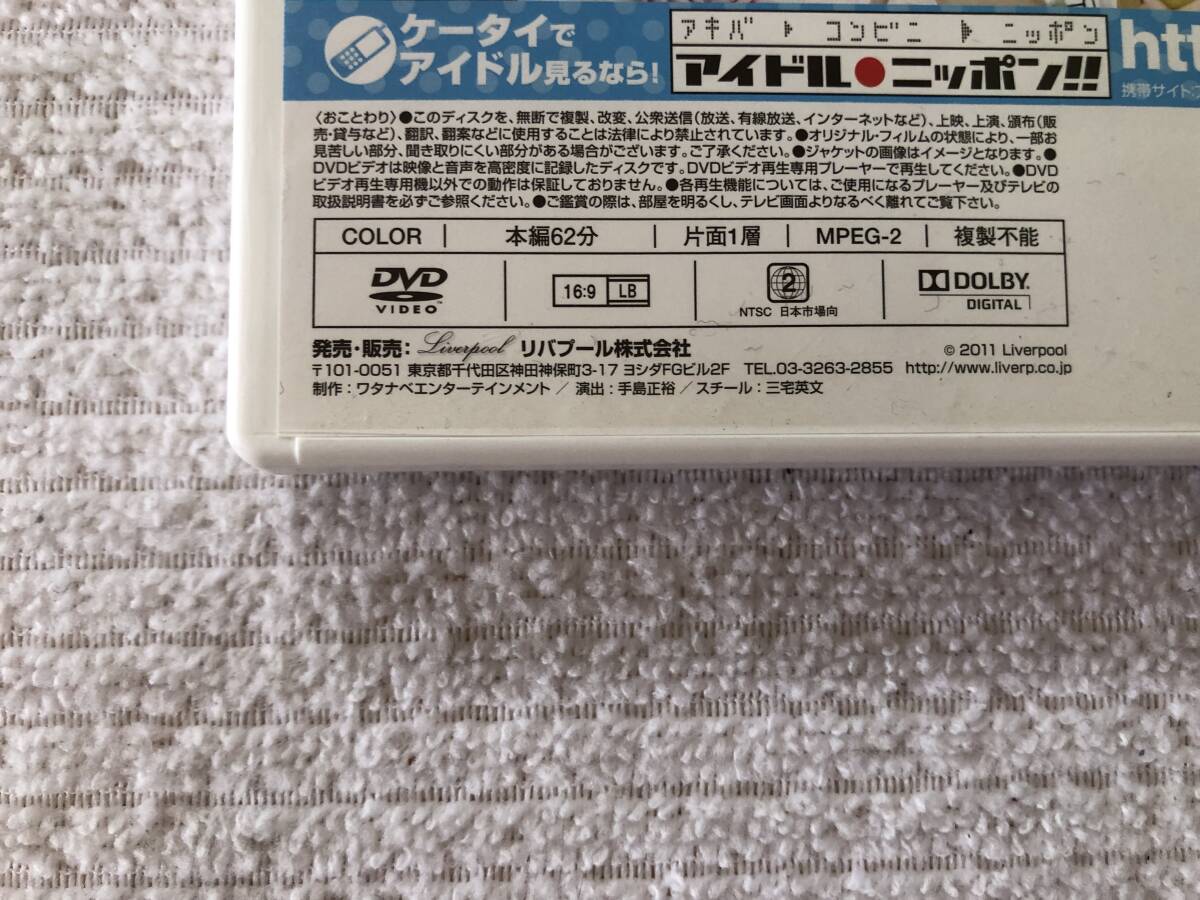 ケータイで
アイドル見るなら!
アキバ コンビニ ニッポン
アイドル●ニッポン!!
htt
携帯サイト
〈おことわり〉●このディスクを、無断で複製、改変、公衆送信(放送、有線放送、インターネットなど)、上映、上演、頒布(販
売・貸与など)、翻訳、翻案などに使用することは法律により禁止されています。●オリジナル・フィルムの状態により、一部お
見苦しい部分、聞き取りにくい部分がある場合がございます。ご了承ください。●ジャケットの画像はイメージとなります。●
DVDビデオは映像と音声を高密度に記録したディスクです。DVDビデオ再生専用プレーヤーで再生してください。●DVD
ビデオ再生専用機以外での動作は保証しておりません。●各再生機能については、ご使用になるプレーヤー及びテレビの
取扱説明書を必ずご参照ください。●ご鑑賞の際は、部屋を明るくし、テレビ画面よりなるべく離れてご覧下さい。
COLOR 本編62分 片面1層 MPEG-2 複製不能
DVD VIDEO 16:9 LB 2 NTSC 日本市場向 DOLBY DIGITAL
発売・販売: Liverpool リバプール株式会社 © 2011 Liverpool
〒101-0051 東京都千代田区神田神保町3-17 ヨシダFGビル2F TEL.03-3263-2855 http://www.liverp.co.jp
制作:ワタナベエンターテインメント / 演出:手島正裕 / スチール:三宅英文